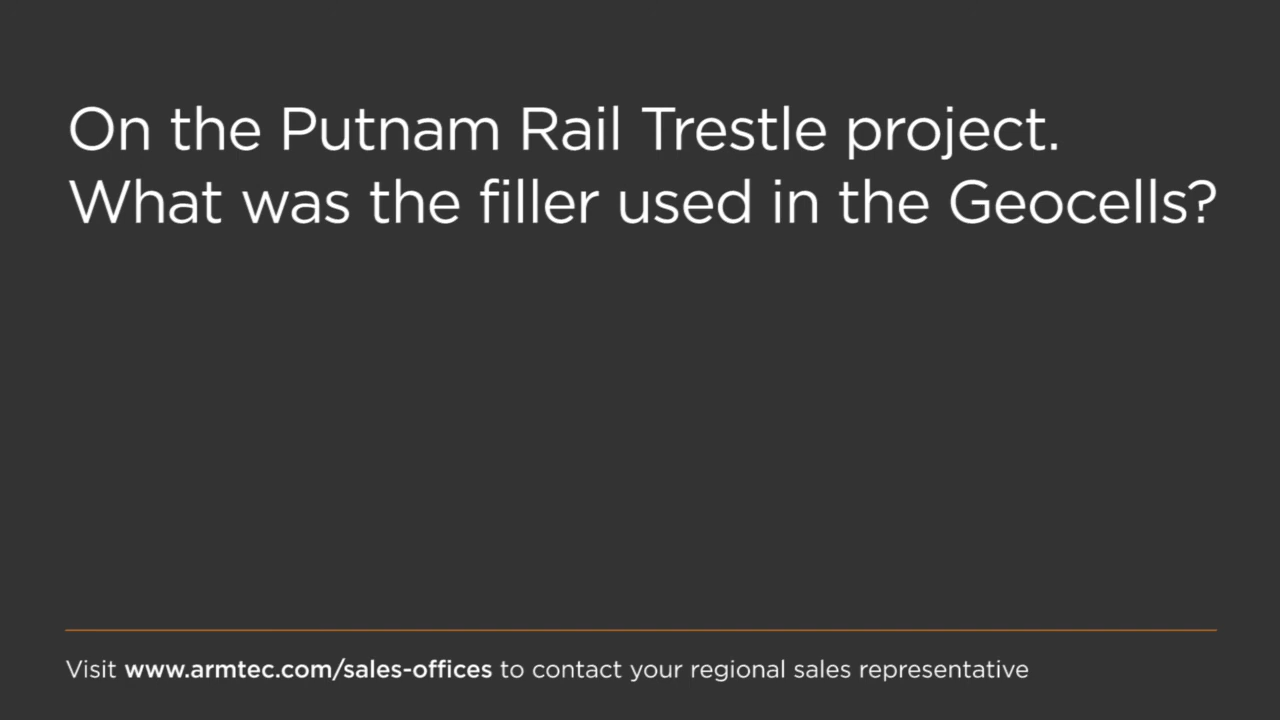 On the Putnam Rail Trestle project.
What was the filler used in the Geocells?
Visit www.armtec.com/sales-offices to contact your regional sales representative